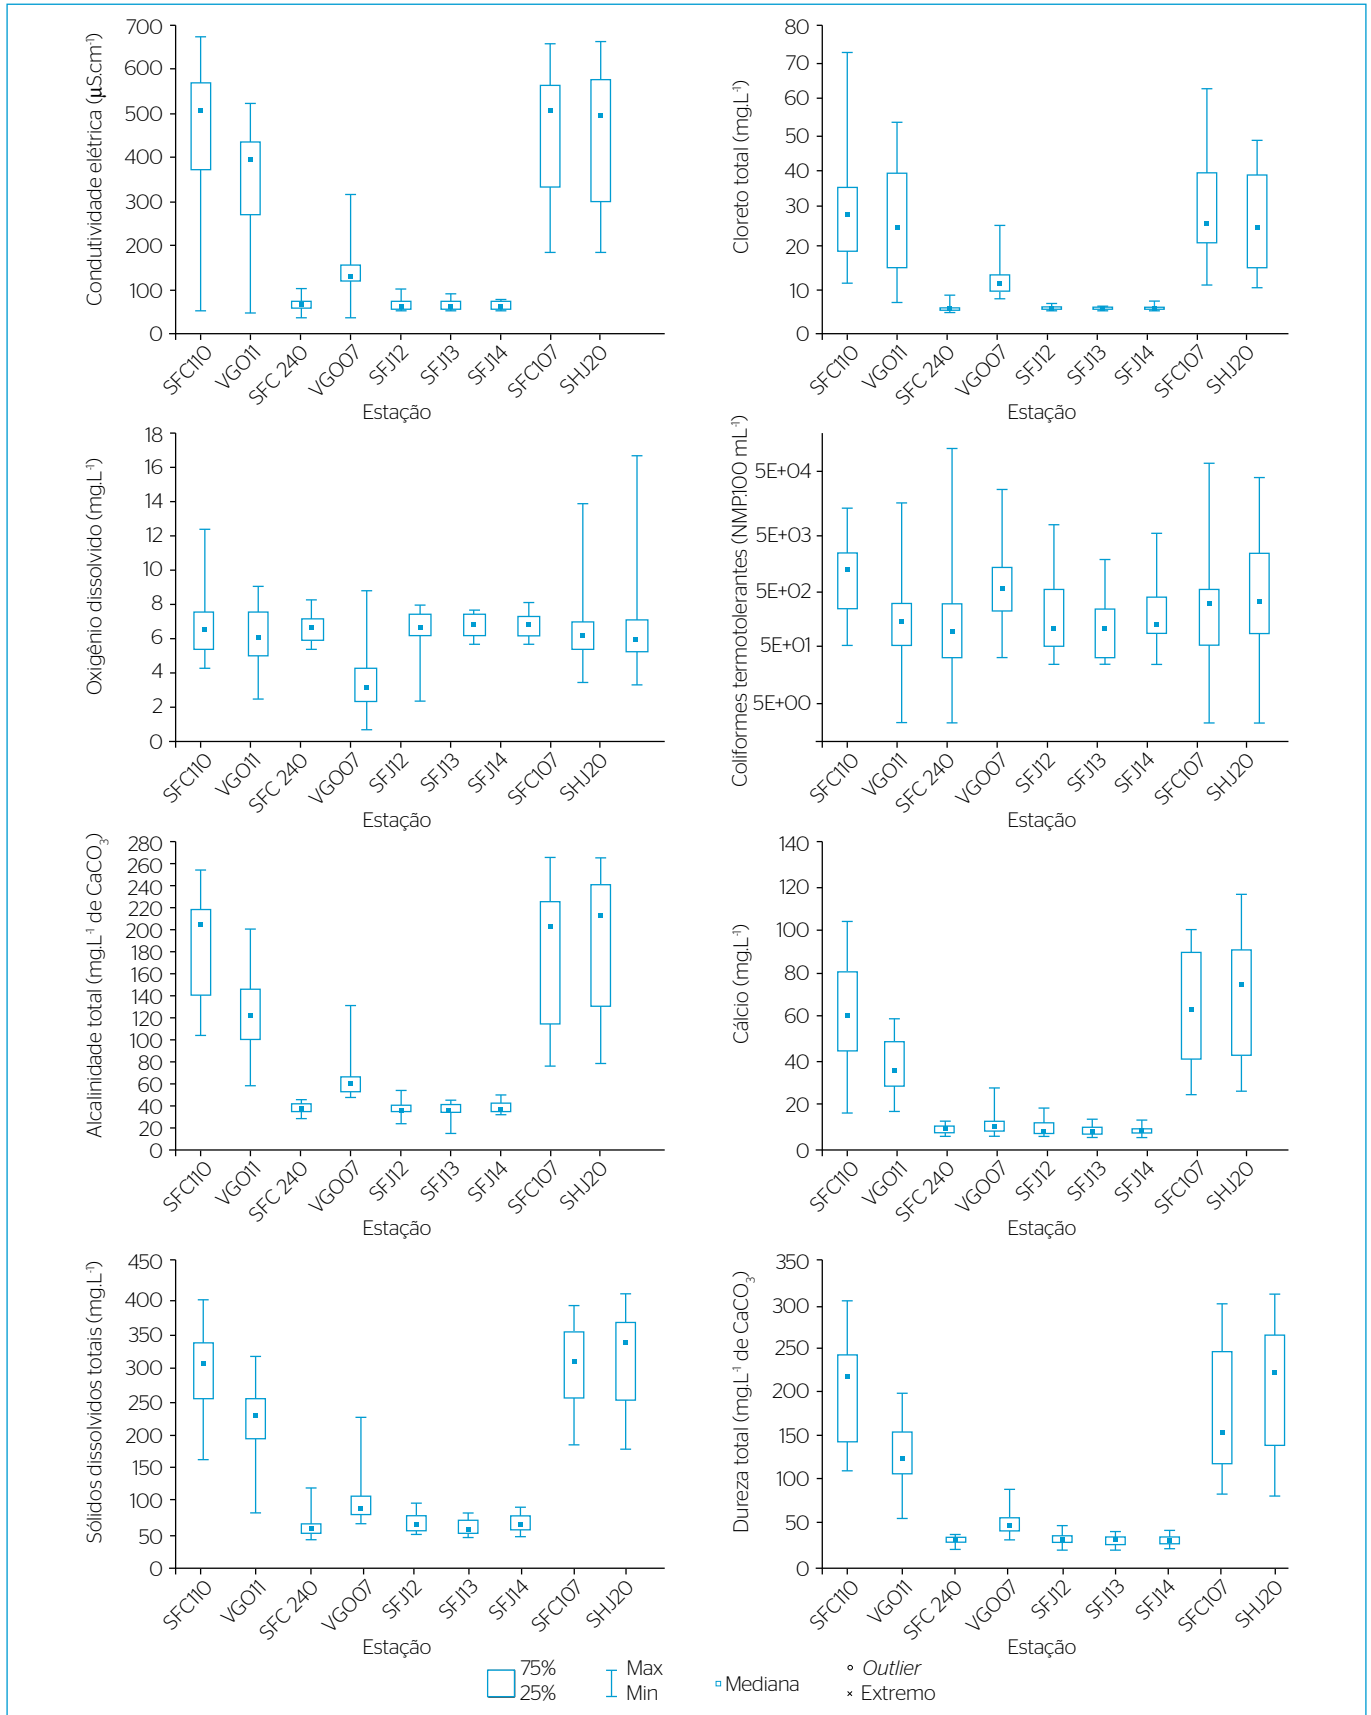 Condutividade elétrica (µS.cm⁻¹)
700
600
500
400
300
200
100
0
SFC110
VGO11
SFC 240
VGO07
SFJ12
SFJ13
SFJ14
SFC107
SHJ20
Estação
Cloreto total (mg.L⁻¹)
80
70
60
50
40
30
20
10
0
SFC110
VGO11
SFC 240
VGO07
SFJ12
SFJ13
SFJ14
SFC107
SHJ20
Estação
Oxigênio dissolvido (mg.L⁻¹)
18
16
14
12
10
8
6
4
2
0
SFC110
VGO11
SFC 240
VGO07
SFJ12
SFJ13
SFJ14
SFC107
SHJ20
Estação
Coliformes termotolerantes (NMP.100 mL⁻¹)
5E+04
5E+03
5E+02
5E+01
5E+00
SFC110
VGO11
SFC 240
VGO07
SFJ12
SFJ13
SFJ14
SFC107
SHJ20
Estação
Alcalinidade total (mg.L⁻¹ de CaCO₃)
280
260
240
220
200
180
160
140
120
100
80
60
40
20
0
SFC110
VGO11
SFC 240
VGO07
SFJ12
SFJ13
SFJ14
SFC107
SHJ20
Estação
Cálcio (mg.L⁻¹)
140
120
100
80
60
40
20
0
SFC110
VGO11
SFC 240
VGO07
SFJ12
SFJ13
SFJ14
SFC107
SHJ20
Estação
Sólidos dissolvidos totais (mg.L⁻¹)
450
400
350
300
250
200
150
100
50
0
SFC110
VGO11
SFC 240
VGO07
SFJ12
SFJ13
SFJ14
SFC107
SHJ20
Estação
Dureza total (mg.L⁻¹ de CaCO₃)
350
300
250
200
150
100
50
0
SFC110
VGO11
SFC 240
VGO07
SFJ12
SFJ13
SFJ14
SFC107
SHJ20
Estação
75%
25%
Max
Min
Mediana
Outlier
Extremo